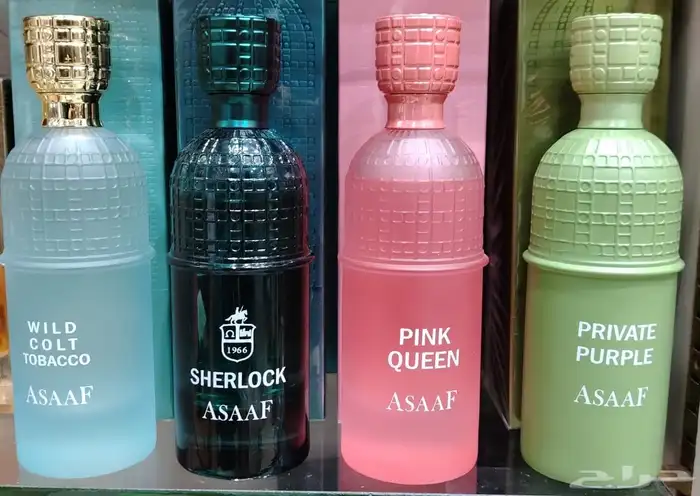 WILD
COLT
TOBACCO
ASAAF
1966
SHERLOCK
ASAAF
PINK
QUEEN
ASAAF
PRIVATE
PURPLE
ASAAF
حراج